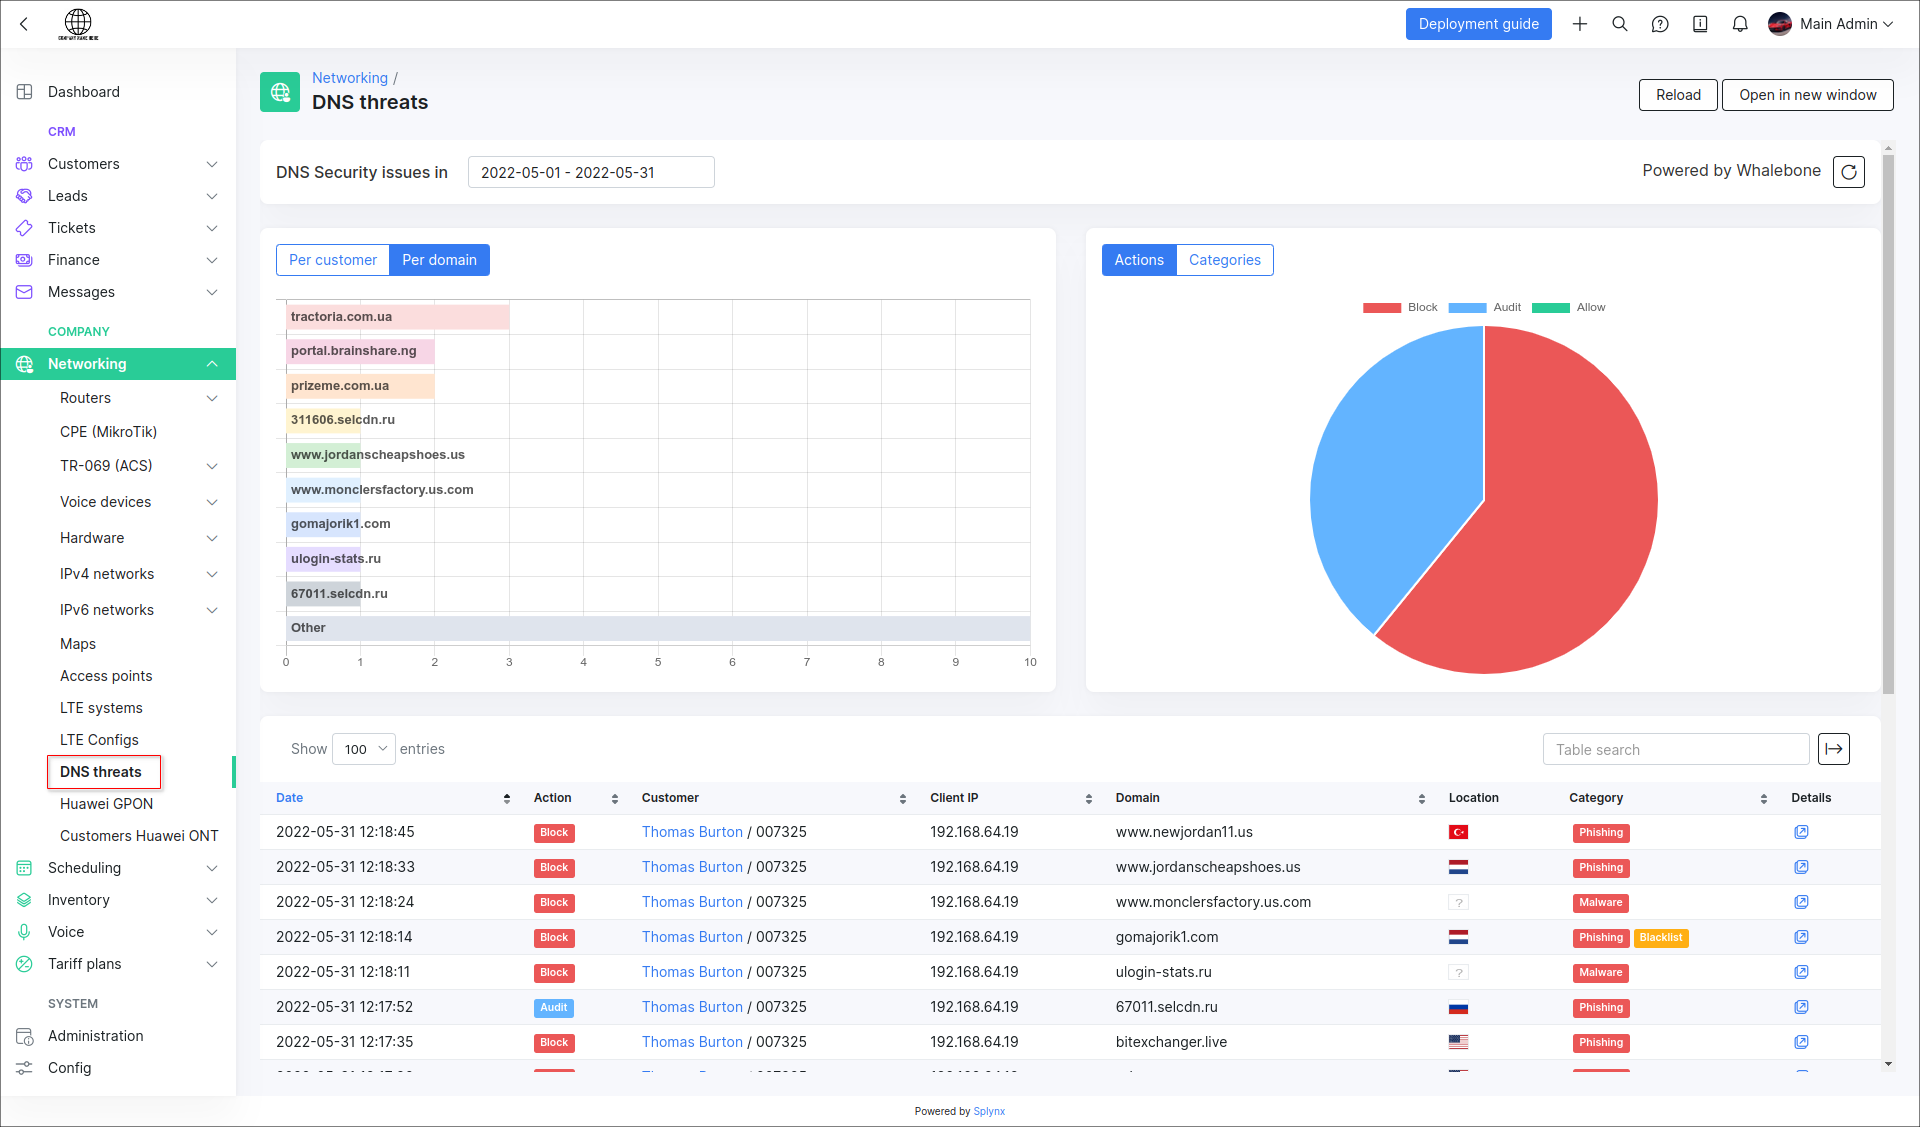 COMPANY NAME HERE
Deployment guide
Main Admin
Dashboard
CRM
Customers
Leads
Tickets
Finance
Messages
COMPANY
Networking
Routers
CPE (MikroTik)
TR-069 (ACS)
Voice devices
Hardware
IPv4 networks
IPv6 networks
Maps
Access points
LTE systems
LTE Configs
DNS threats
Huawei GPON
Customers Huawei ONT
Scheduling
Inventory
Voice
Tariff plans
SYSTEM
Administration
Config
Networking /
DNS threats
Reload
Open in new window
DNS Security issues in 2022-05-01 - 2022-05-31
Powered by Whalebone
Per customer Per domain
tractoria.com.ua
portal.brainshare.ng
prizeme.com.ua
311606.selcdn.ru
www.jordanscheapshoes.us
www.monclersfactory.us.com
gomajorik1.com
ulogin-stats.ru
67011.selcdn.ru
Other
0 1 2 3 4 5 6 7 8 9 10
Actions Categories
Block Audit Allow
Show 100 entries
Table search
Date Action Customer Client IP Domain Location Category Details
2022-05-31 12:18:45 Block Thomas Burton / 007325 192.168.64.19 www.newjordan11.us Phishing
2022-05-31 12:18:33 Block Thomas Burton / 007325 192.168.64.19 www.jordanscheapshoes.us Phishing
2022-05-31 12:18:24 Block Thomas Burton / 007325 192.168.64.19 www.monclersfactory.us.com ? Malware
2022-05-31 12:18:14 Block Thomas Burton / 007325 192.168.64.19 gomajorik1.com Phishing Blacklist
2022-05-31 12:18:11 Block Thomas Burton / 007325 192.168.64.19 ulogin-stats.ru ? Malware
2022-05-31 12:17:52 Audit Thomas Burton / 007325 192.168.64.19 67011.selcdn.ru Phishing
2022-05-31 12:17:35 Block Thomas Burton / 007325 192.168.64.19 bitexchanger.live Phishing
Powered by Splynx